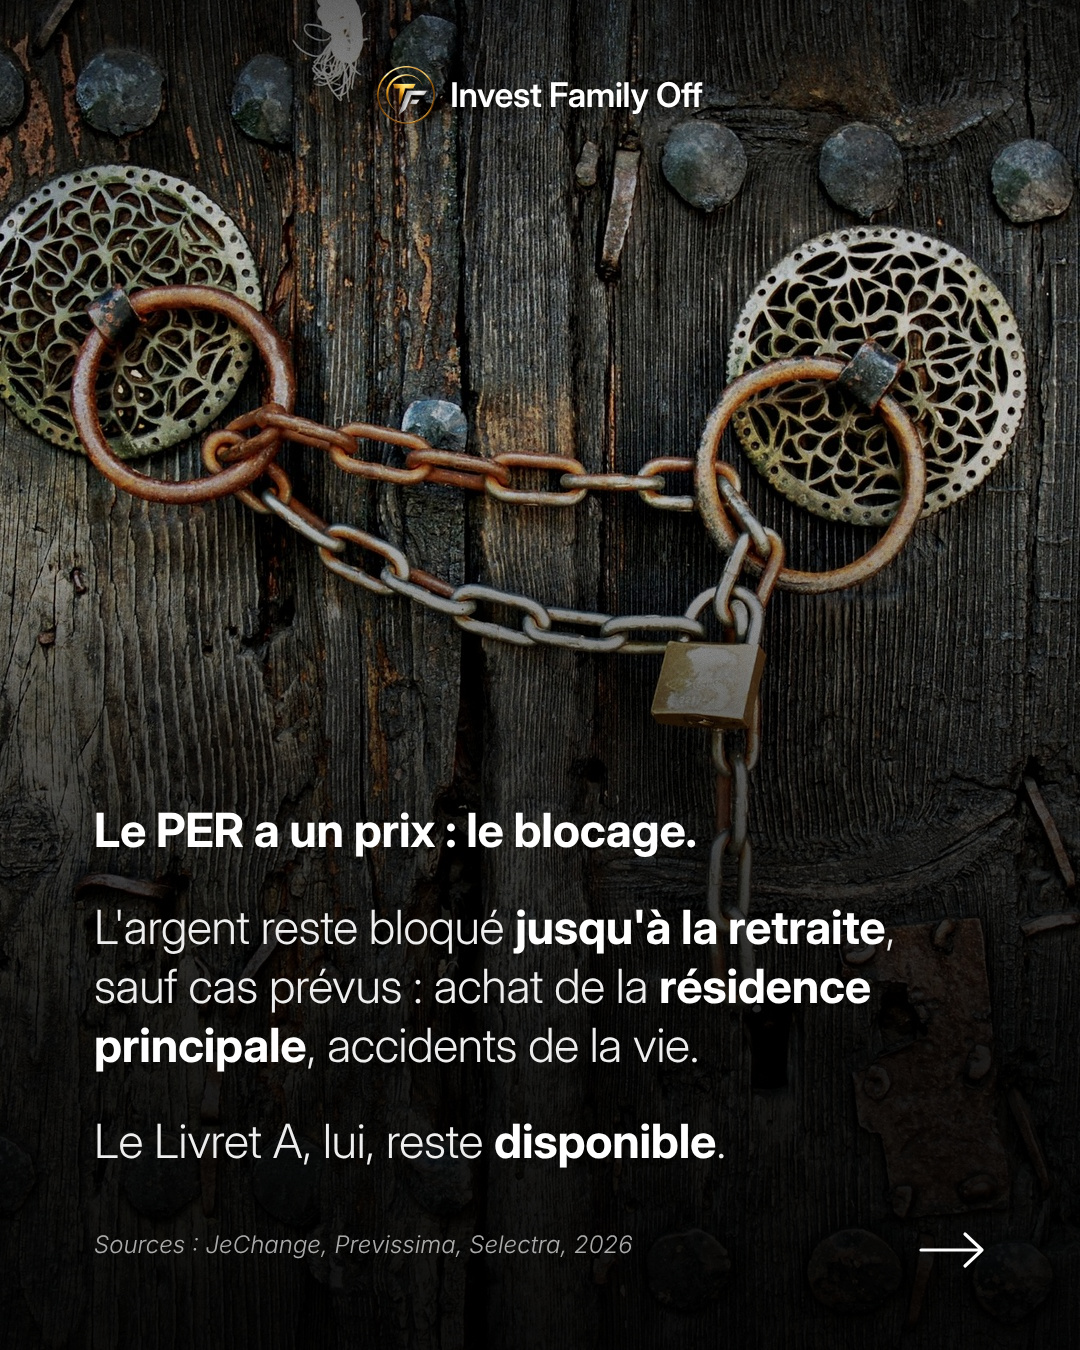 Invest Family Off
Le PER a un prix : le blocage.
L'argent reste bloqué jusqu'à la retraite,
sauf cas prévus : achat de la résidence
principale, accidents de la vie.
Le Livret A, lui, reste disponible.
Sources : JeChange, Previssima, Selectra, 2026